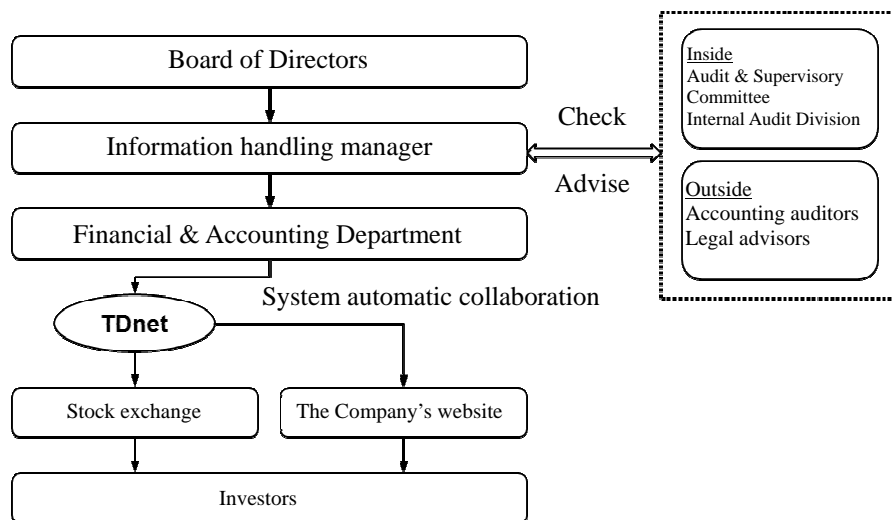 Board of Directors
Information handling manager
Financial & Accounting Department
Check
Advise
Inside
Audit & Supervisory
Committee
Internal Audit Division
Outside
Accounting auditors
Legal advisors
System automatic collaboration
TDnet
Stock exchange
The Company's website
Investors